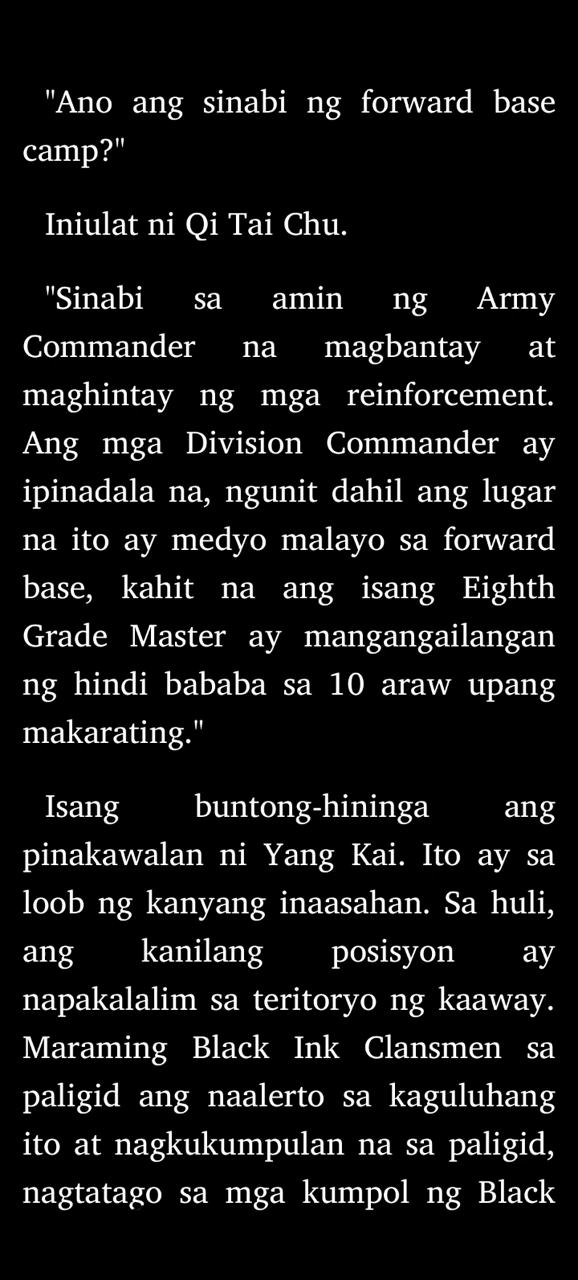 "Ano ang sinabi ng forward base
camp?"
Iniulat ni Qi Tai Chu.
"Sinabi sa amin ng Army
Commander na magbantay at
maghintay ng mga reinforcement.
Ang mga Division Commander ay
ipinadala na, ngunit dahil ang lugar
na ito ay medyo malayo sa forward
base, kahit na ang isang Eighth
Grade Master ay mangangailangan
ng hindi bababa sa 10 araw upang
makarating."
Isang buntong-hininga ang
pinakawalan ni Yang Kai. Ito ay sa
loob ng kanyang inaasahan. Sa huli,
ang kanilang posisyon ay
napakalalim sa teritoryo ng kaaway.
Maraming Black Ink Clansmen sa
paligid ang naalerto sa kaguluhang
ito at nagkukumpulan na sa paligid,
nagtatago sa mga kumpol ng Black